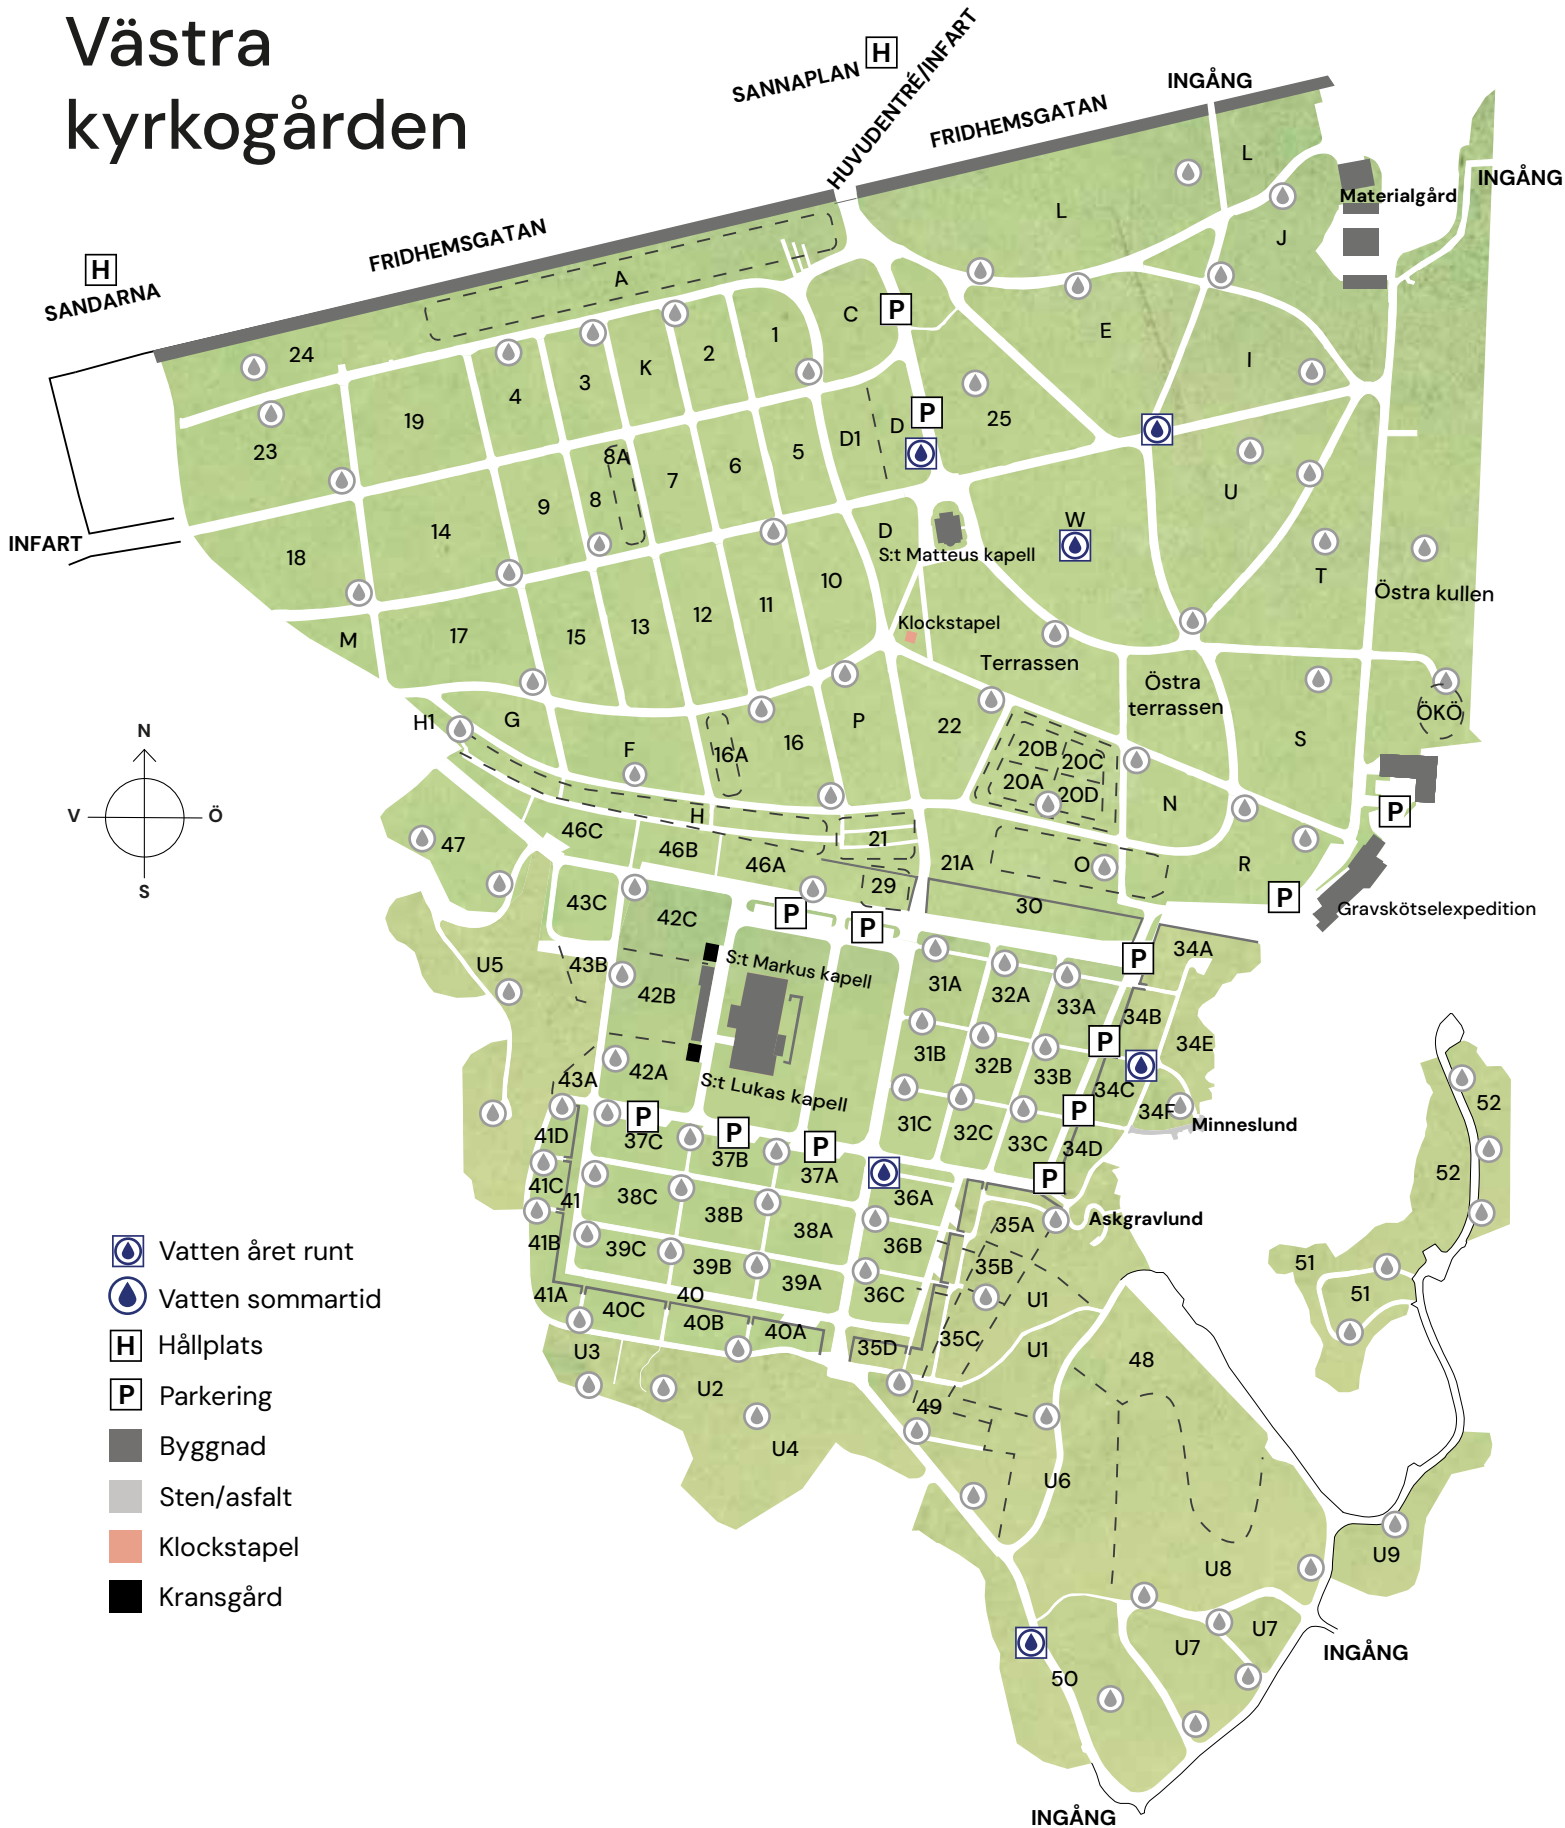 Västra
kyrkogården
SANNAPLAN
H
HUVUDENTRÉ/INFART
FRIDHEMSGATAN
INGÅNG
INGÅNG
Materialgård
L
L
J
FRIDHEMSGATAN
H
SANDARNA
A
24
C
P
1
2
K
3
4
19
23
E
I
25
P
D
D1
5
6
7
8A
8
9
14
18
INFART
U
W
T
D
S:t Matteus kapell
Östra kullen
10
11
12
13
15
17
M
Klockstapel
Terrassen
Östra
terrassen
ÖKÖ
S
H1
G
F
16A
16
P
22
20B
20C
20A
20D
N
P
H
21
21A
O
R
P
Gravskötselexpedition
46C
46B
46A
29
30
47
43C
42C
P
P
P
34A
S:t Markus kapell
U5
43B
42B
31A
32A
33A
34B
P
34E
31B
32B
33B
34C
42A
43A
S:t Lukas kapell
P
34F
Minneslund
P
37C
P
37B
P
37A
31C
32C
33C
34D
P
41D
41C
41
38C
38B
38A
36A
35A
Askgravlund
41B
39C
39B
39A
36B
35B
36C
U1
41A
40
40C
40B
40A
35D
35C
U1
U3
U2
U4
49
48
U6
U8
U9
U7
U7
50
INGÅNG
INGÅNG
52
52
51
51
N
V
Ö
S
Vatten året runt
Vatten sommartid
H Hållplats
P Parkering
Byggnad
Sten/asfalt
Klockstapel
Kransgård